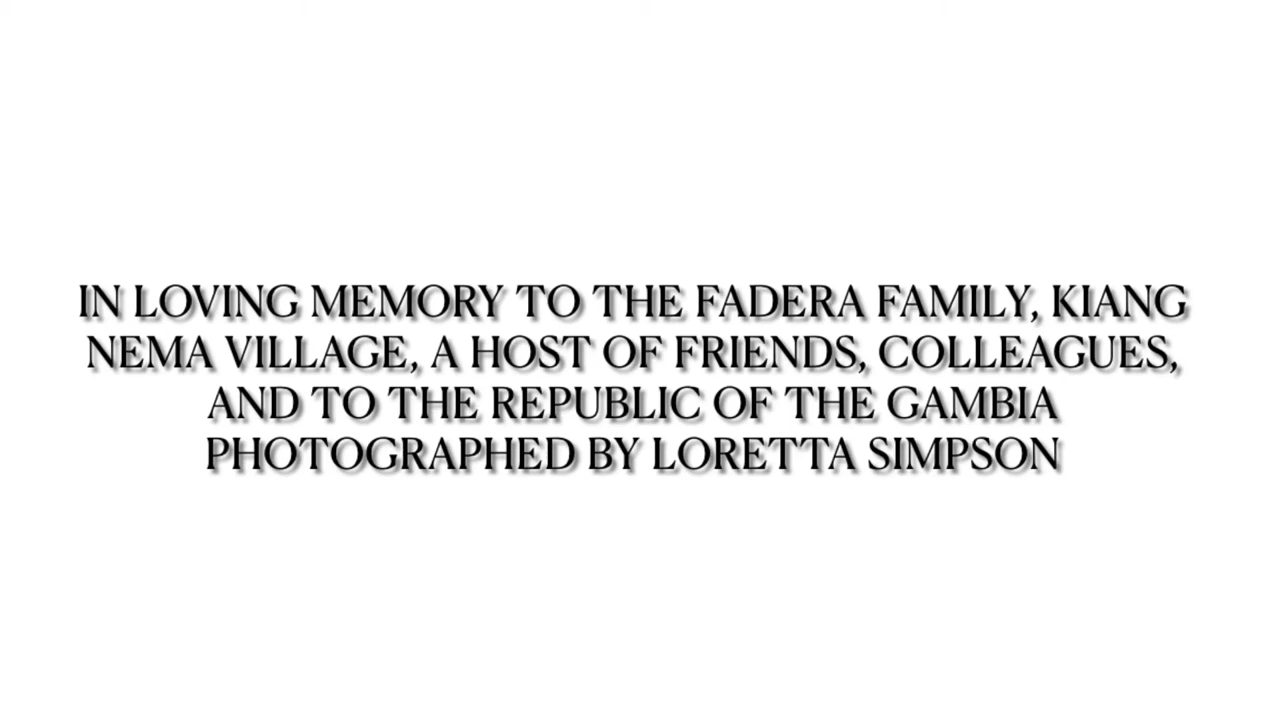 IN LOVING MEMORY TO THE FADERA FAMILY, KIANG
NEMA VILLAGE, A HOST OF FRIENDS, COLLEAGUES,
AND TO THE REPUBLIC OF THE GAMBIA
PHOTOGRAPHED BY LORETTA SIMPSON